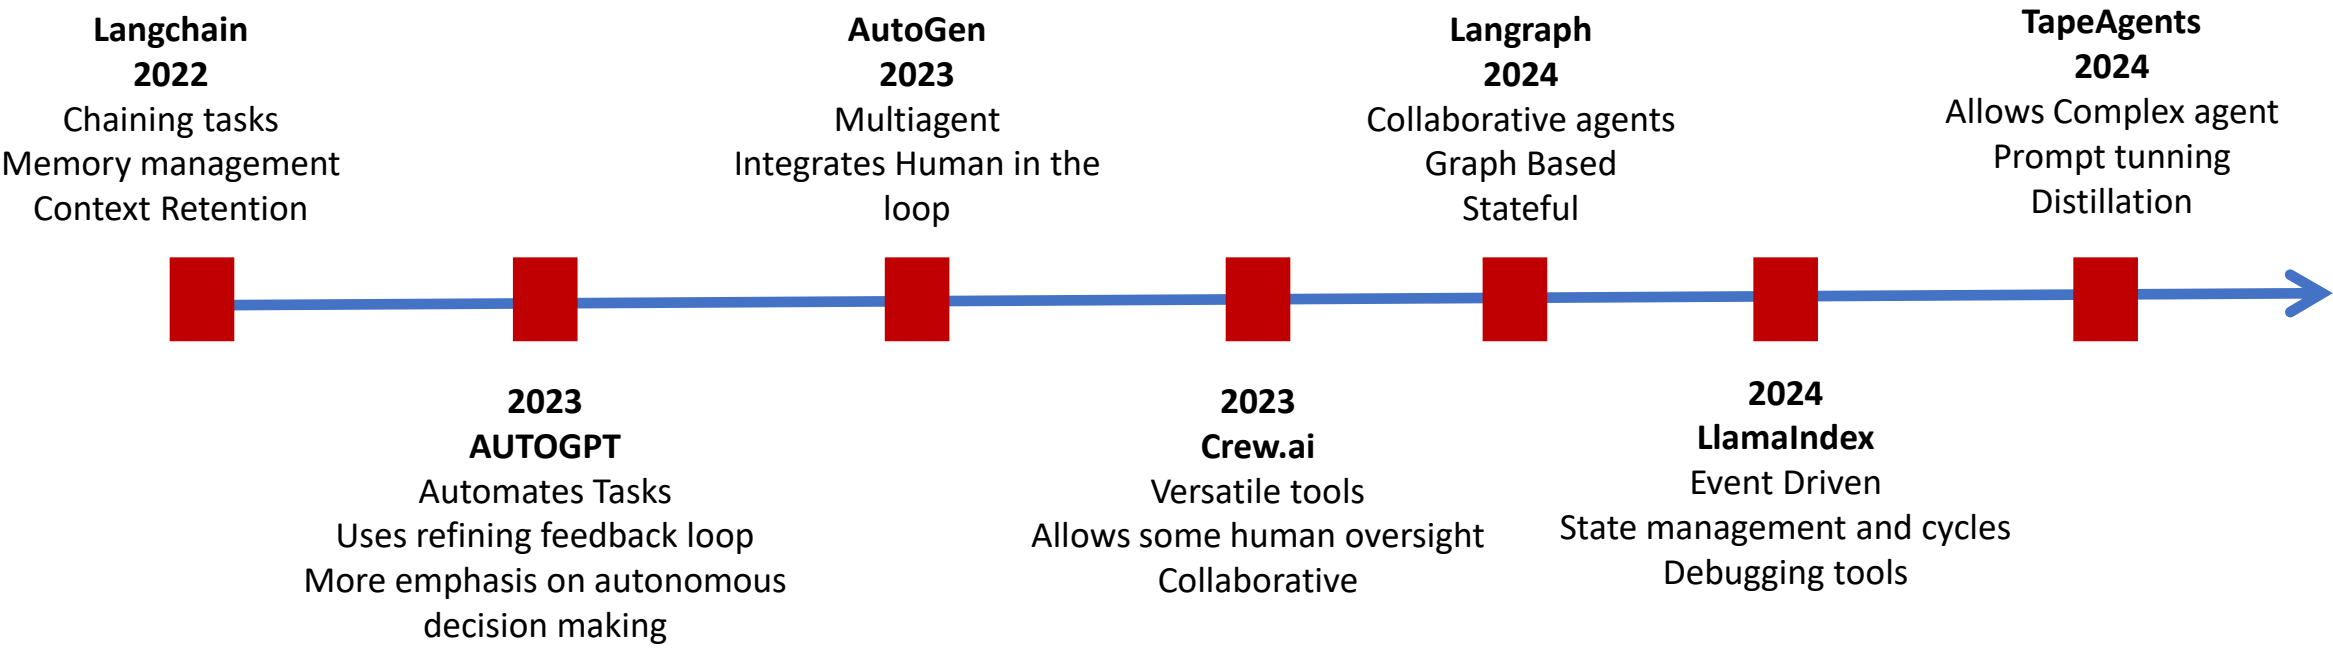 Langchain
2022
Chaining tasks
Memory management
Context Retention
2023
AUTOGPT
Automates Tasks
Uses refining feedback loop
More emphasis on autonomous
decision making
AutoGen
2023
Multiagent
Integrates Human in the
loop
2023
Crew.ai
Versatile tools
Allows some human oversight
Collaborative
Langraph
2024
Collaborative agents
Graph Based
Stateful
2024
LlamaIndex
Event Driven
State management and cycles
Debugging tools
TapeAgents
2024
Allows Complex agent
Prompt tunning
Distillation